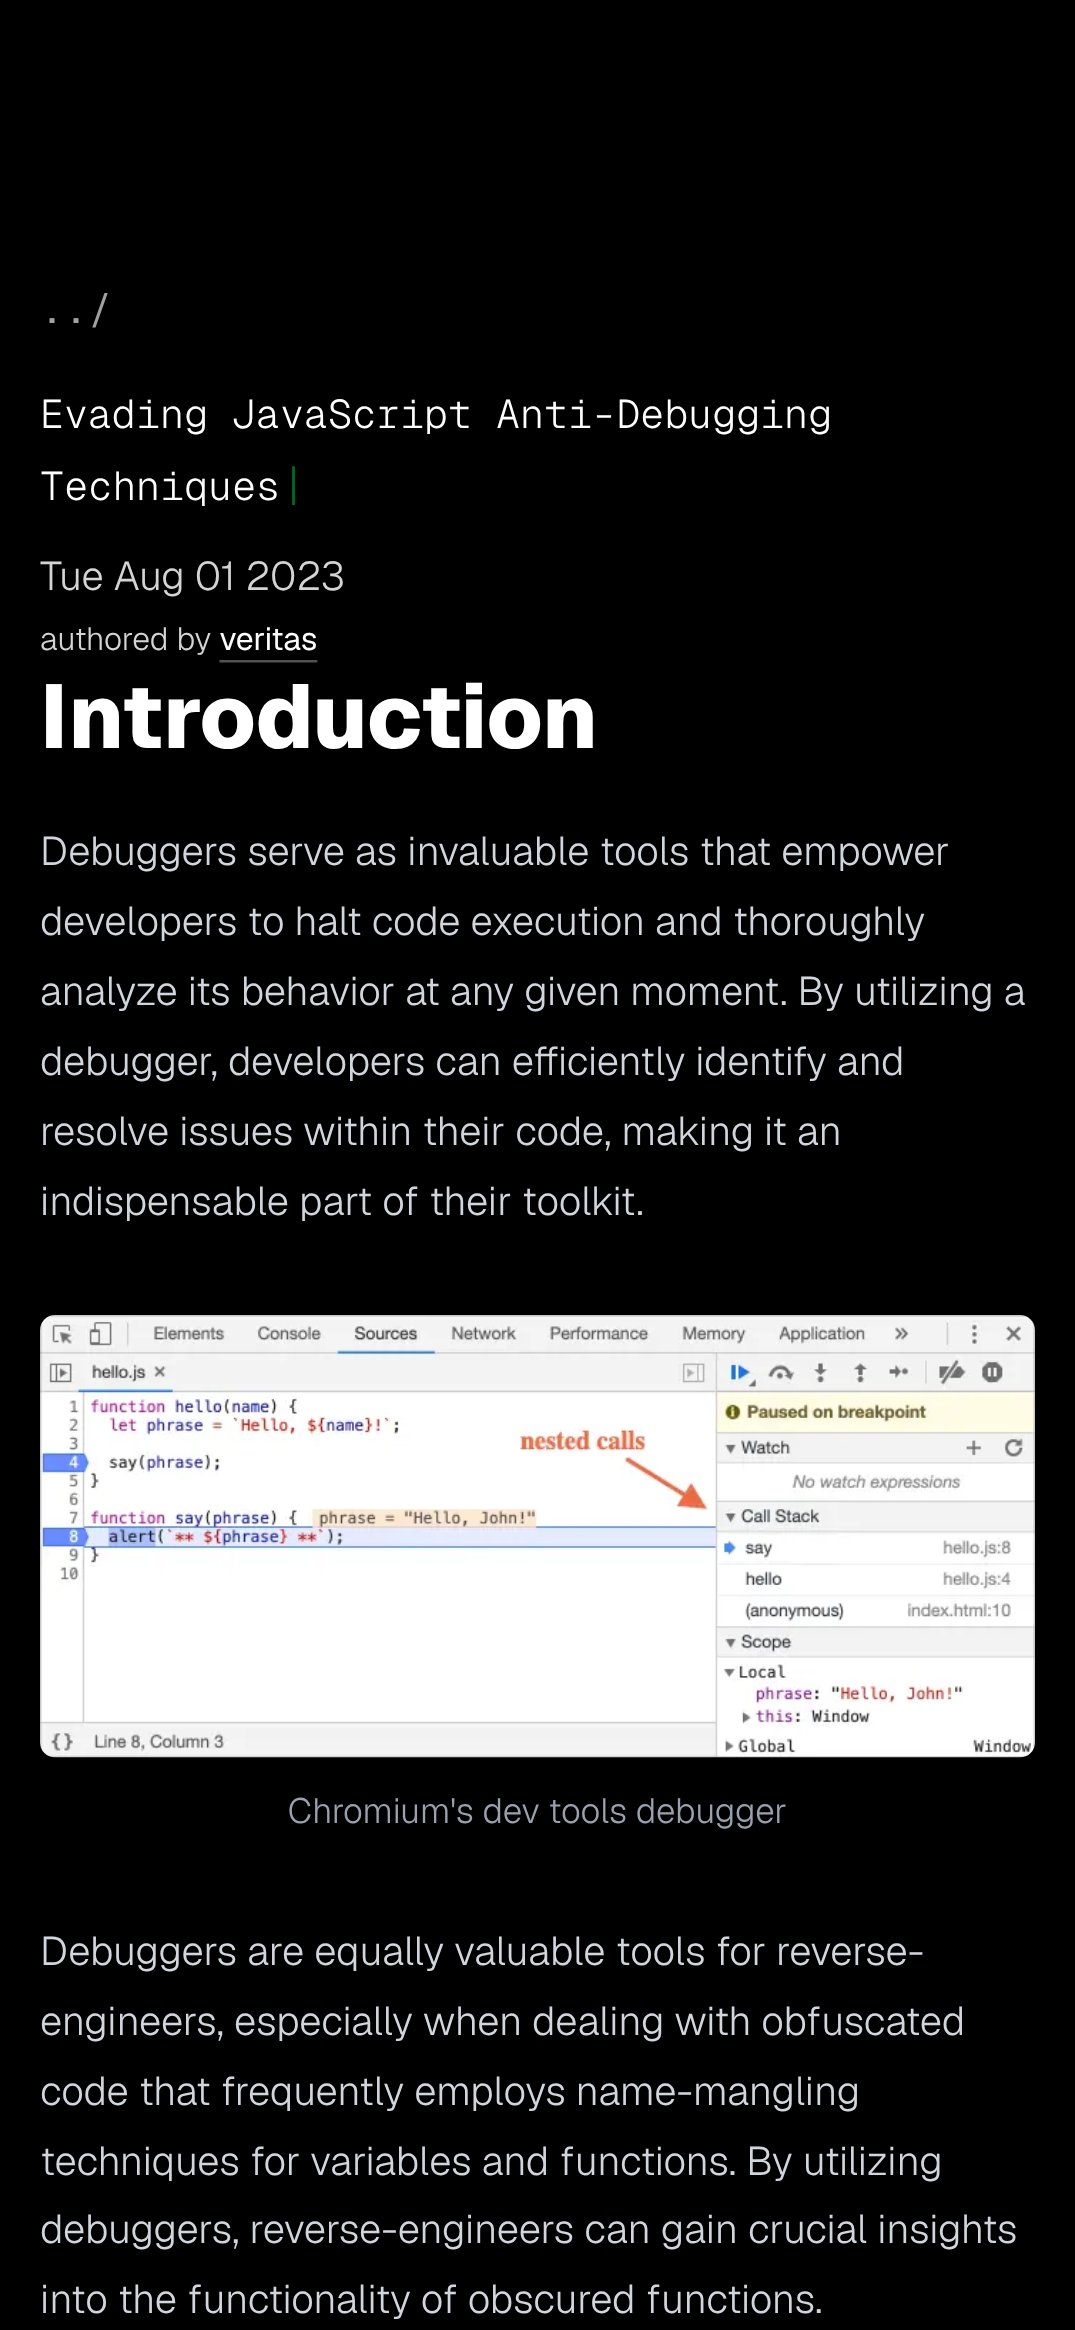 ../
Evading JavaScript Anti-Debugging
Techniques
Tue Aug 01 2023
authored by veritas
Introduction
Debuggers serve as invaluable tools that empower
developers to halt code execution and thoroughly
analyze its behavior at any given moment. By utilizing a
debugger, developers can efficiently identify and
resolve issues within their code, making it an
indispensable part of their toolkit.
Elements Console Sources Network Performance Memory Application »
hello.js ×
1 function hello(name) {
2 let phrase = `Hello, ${name}!`;
3
4 say(phrase);
5 }
6
7 function say(phrase) { phrase = "Hello, John!"
8 alert(`** ${phrase} **`);
9 }
10
nested calls
{} Line 8, Column 3
Paused on breakpoint
Watch
No watch expressions
Call Stack
say hello.js:8
hello hello.js:4
(anonymous) index.html:10
Scope
Local
phrase: "Hello, John!"
this: Window
Global Window
Chromium's dev tools debugger
Debuggers are equally valuable tools for reverse-
engineers, especially when dealing with obfuscated
code that frequently employs name-mangling
techniques for variables and functions. By utilizing
debuggers, reverse-engineers can gain crucial insights
into the functionality of obscured functions.